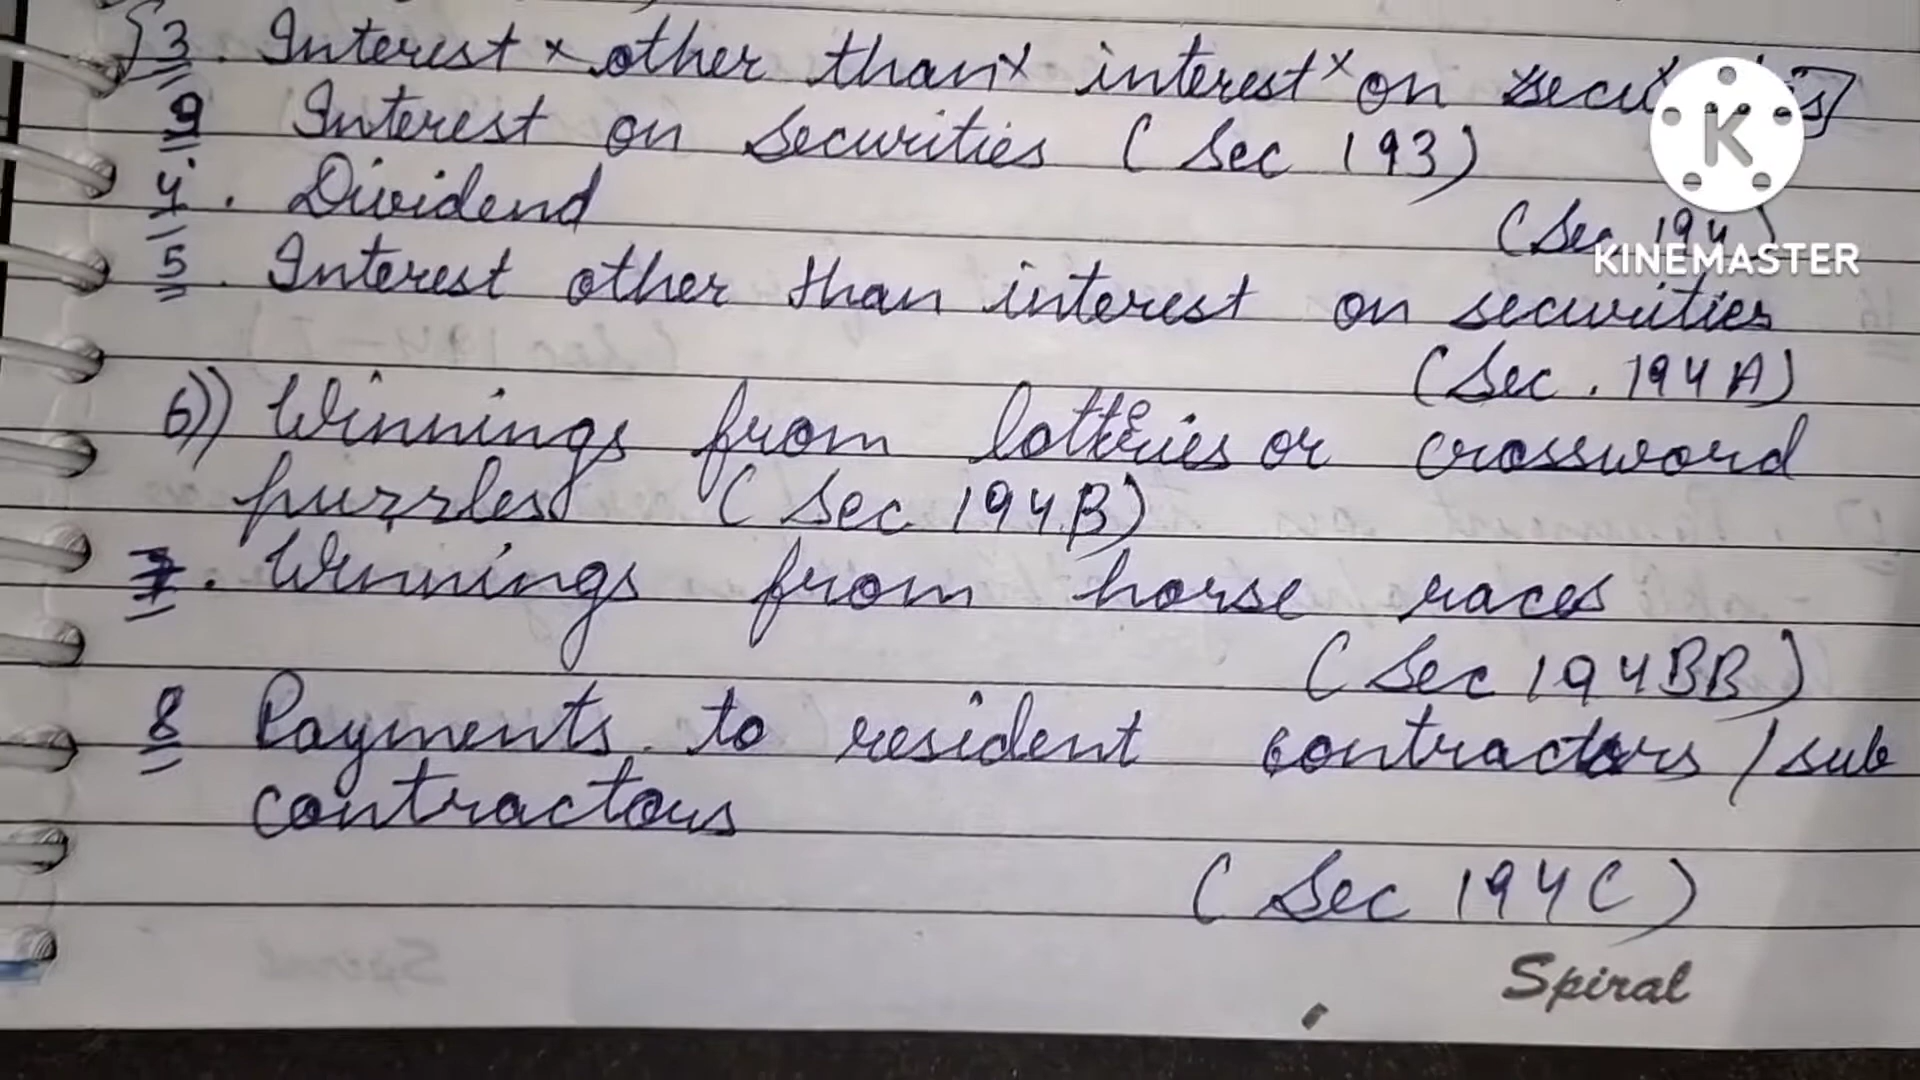 3. Interest x other than x interest x on secu
9 Interest on securities (Sec 193)
4. Dividend
(Sec 194)
5. Interest other than interest on securities
(Sec. 194A)
6)) Winnings from lotteries or crossword
puzzles (Sec 194.B)
7. Winnings from horse races
(Sec 194BB)
8 Payments to resident contractors / sub
contractors
(Sec 194C)
Spiral
K
KINEMASTER